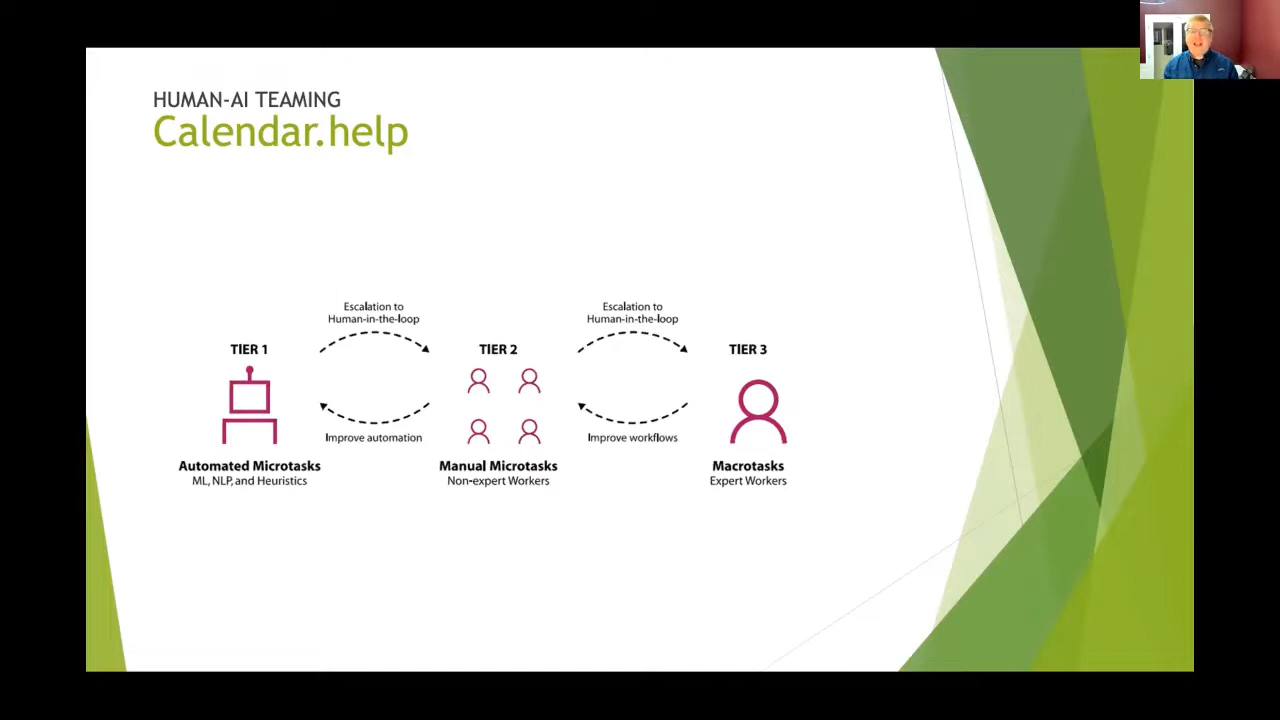 HUMAN-AI TEAMING
Calendar.help
Escalation to
Human-in-the-loop
Escalation to
Human-in-the-loop
TIER 1
TIER 2
TIER 3
Improve automation
Improve workflows
Automated Microtasks
ML, NLP, and Heuristics
Manual Microtasks
Non-expert Workers
Macrotasks
Expert Workers